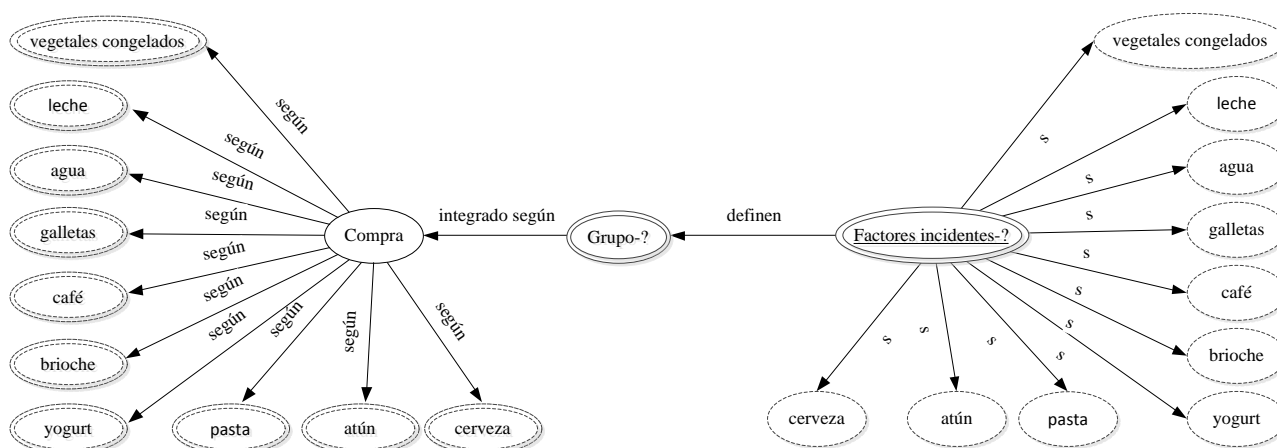 vegetales congelados
leche
agua
galletas
café
brioche
yogurt
pasta
atún
cerveza
según
según
según
según
según
según
según
según
según
según
Compra
integrado según
Grupo-?
definen
Factores incidentes-?
s
s
s
s
s
s
s
s
s
vegetales congelados
leche
agua
galletas
café
brioche
yogurt
pasta
atún
cerveza